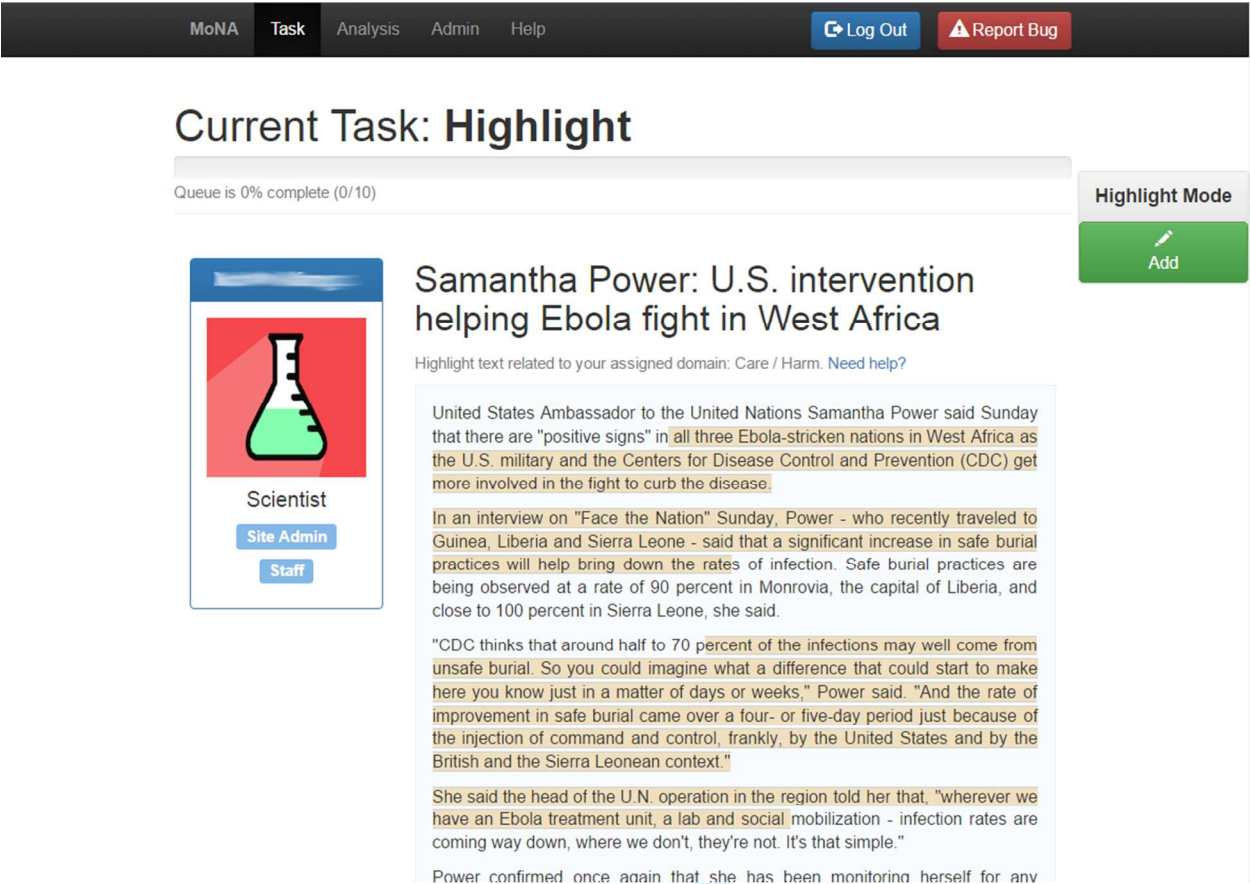 MoNA Task Analysis Admin Help Log Out Report Bug
Current Task: Highlight
Queue is 0% complete (0/10)
Highlight Mode
Add
Scientist
Site Admin
Staff
Samantha Power: U.S. intervention
helping Ebola fight in West Africa
Highlight text related to your assigned domain: Care / Harm. Need help?
United States Ambassador to the United Nations Samantha Power said Sunday
that there are "positive signs" in all three Ebola-stricken nations in West Africa as
the U.S. military and the Centers for Disease Control and Prevention (CDC) get
more involved in the fight to curb the disease.
In an interview on "Face the Nation" Sunday, Power - who recently traveled to
Guinea, Liberia and Sierra Leone - said that a significant increase in safe burial
practices will help bring down the rates of infection. Safe burial practices are
being observed at a rate of 90 percent in Monrovia, the capital of Liberia, and
close to 100 percent in Sierra Leone, she said.
"CDC thinks that around half to 70 percent of the infections may well come from
unsafe burial. So you could imagine what a difference that could start to make
here you know just in a matter of days or weeks," Power said. "And the rate of
improvement in safe burial came over a four- or five-day period just because of
the injection of command and control, frankly, by the United States and by the
British and the Sierra Leonean context."
She said the head of the U.N. operation in the region told her that, "wherever we
have an Ebola treatment unit, a lab and social mobilization - infection rates are
coming way down, where we don't, they're not. It's that simple."
Power confirmed once again that she has been monitoring herself for any